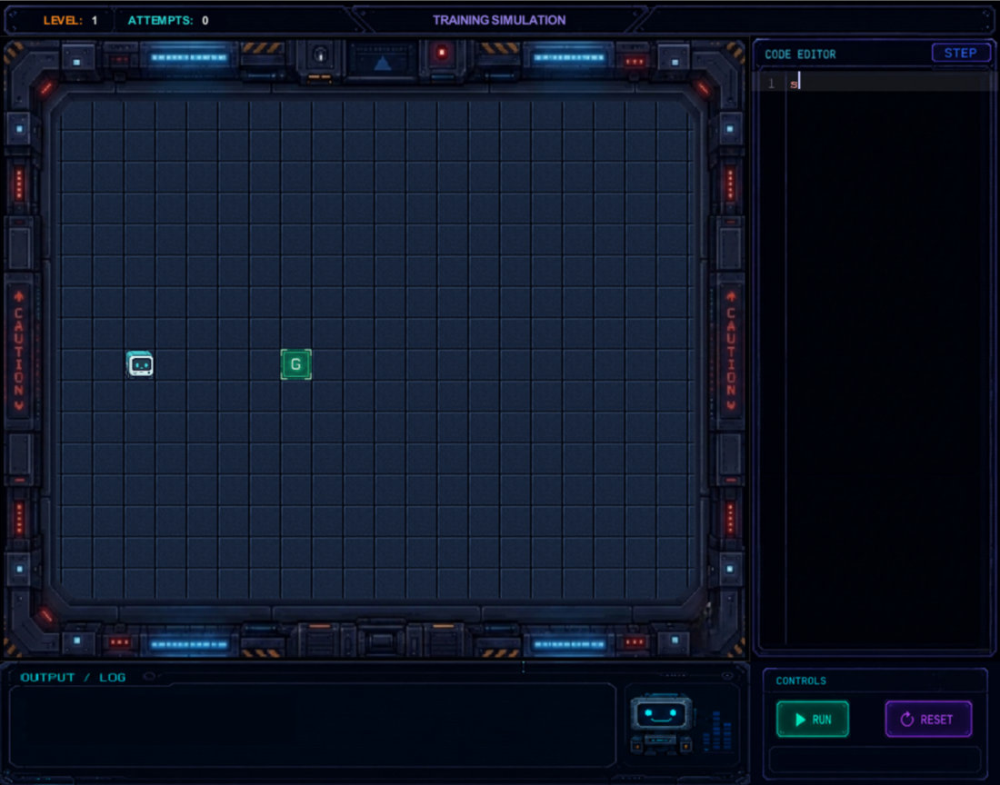 LEVEL: 1 ATTEMPTS: 0
TRAINING SIMULATION
CODE EDITOR
STEP
1 s
CAUTION
CAUTION
G
OUTPUT / LOG
CONTROLS
RUN
RESET